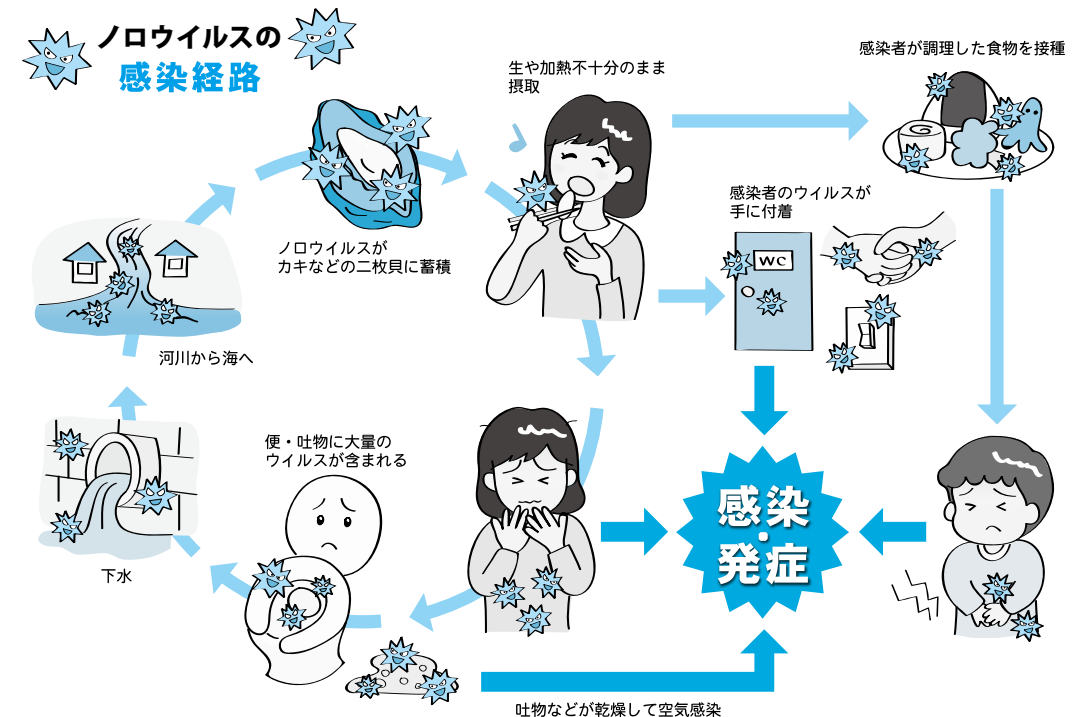 ノロウイルスの
感染経路
感染者が調理した食物を接種
生や加熱不十分のまま
摂取
感染者のウイルスが
手に付着
WC
ノロウイルスが
カキなどの二枚貝に蓄積
河川から海へ
便・吐物に大量の
ウイルスが含まれる
下水
感染・
発症
吐物などが乾燥して空気感染